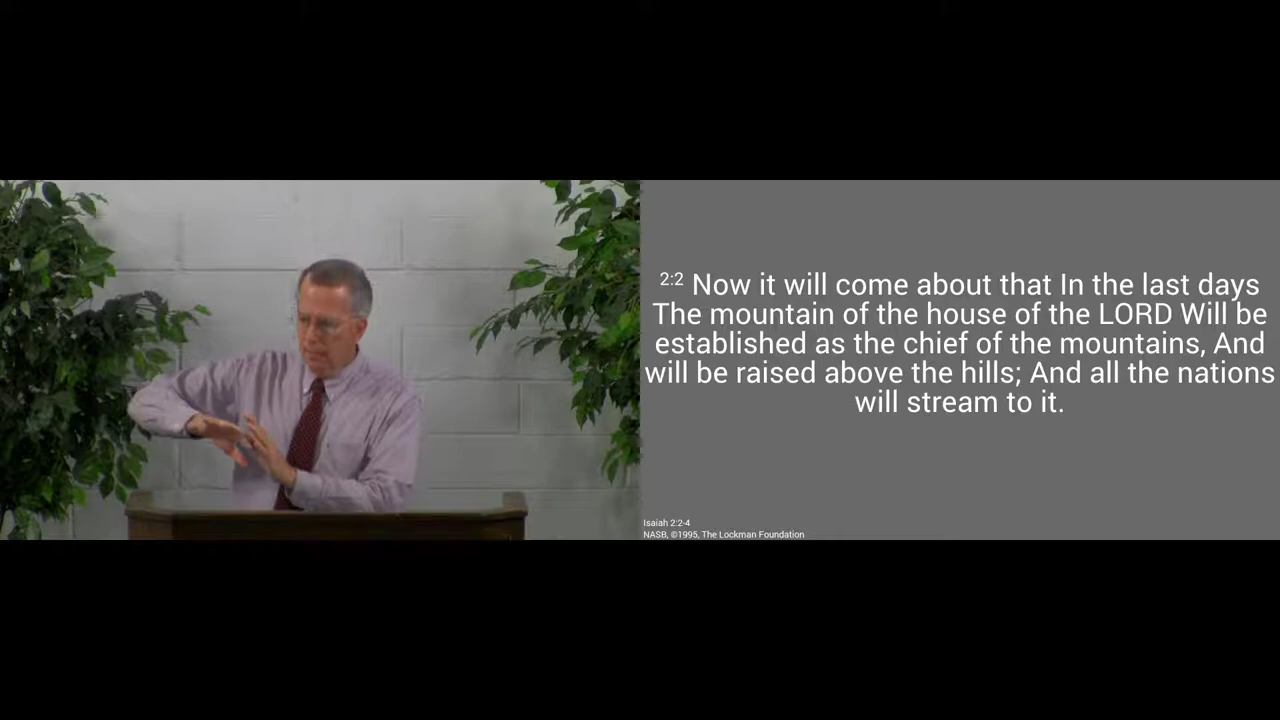 2:2 Now it will come about that In the last days
The mountain of the house of the LORD Will be
established as the chief of the mountains, And
will be raised above the hills; And all the nations
will stream to it.
Isaiah 2:2-4
NASB, ©1995, The Lockman Foundation